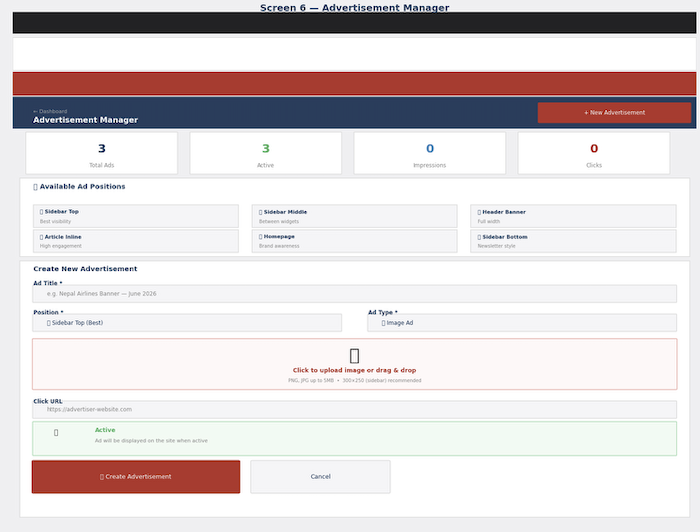 Screen 6 — Advertisement Manager
← Dashboard
Advertisement Manager
+ New Advertisement
3
Total Ads
3
Active
0
Impressions
0
Clicks
Available Ad Positions
Sidebar Top
Best visibility
Sidebar Middle
Between widgets
Header Banner
Full width
Article Inline
High engagement
Homepage
Brand awareness
Sidebar Bottom
Newsletter style
Create New Advertisement
Ad Title *
e.g. Nepal Airlines Banner — June 2026
Position *
Sidebar Top (Best)
Ad Type *
Image Ad
Click to upload image or drag & drop
PNG, JPG up to 5MB • 300×250 (sidebar) recommended
Click URL
https://advertiser-website.com
Active
Ad will be displayed on the site when active
Create Advertisement
Cancel